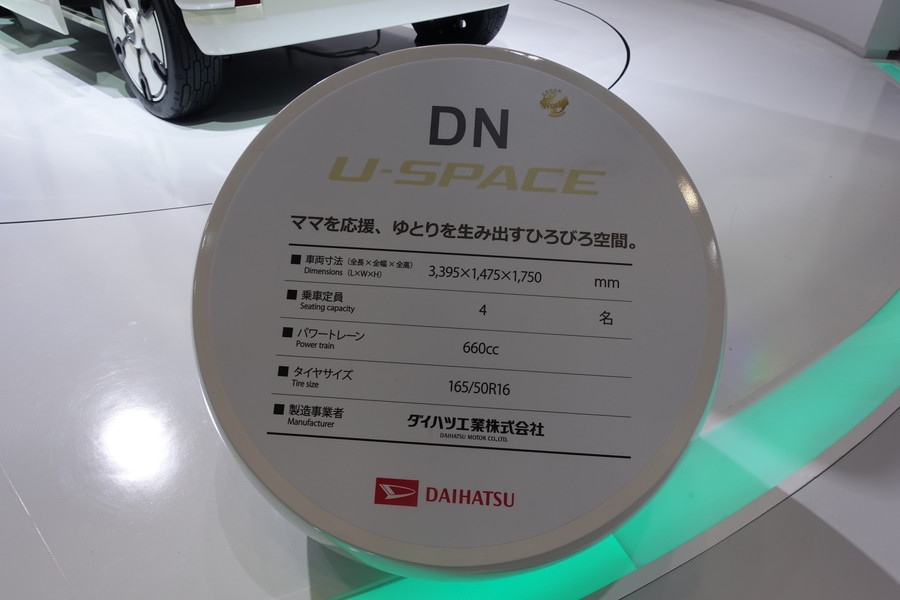 DN
U-SPACE
ママを応援、ゆとりを生み出すひろびろ空間。
■ 車両寸法（全長×全幅×全高） 3,395×1,475×1,750 mm
Dimensions（L×W×H）
■ 乗車定員 4 名
Seating capacity
■ パワートレーン 660cc
Power train
■ タイヤサイズ 165/50R16
Tire size
■ 製造事業者 ダイハツ工業株式会社
Manufacturer DAIHATSU MOTOR CO.,LTD.
DAIHATSU